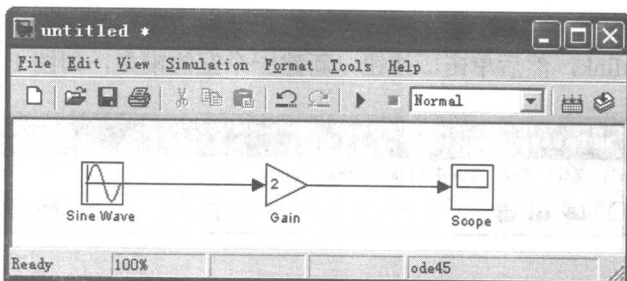 untitled *
File Edit View Simulation Format Tools Help
Normal
2
Sine Wave
Gain
Scope
Ready 100% ode45